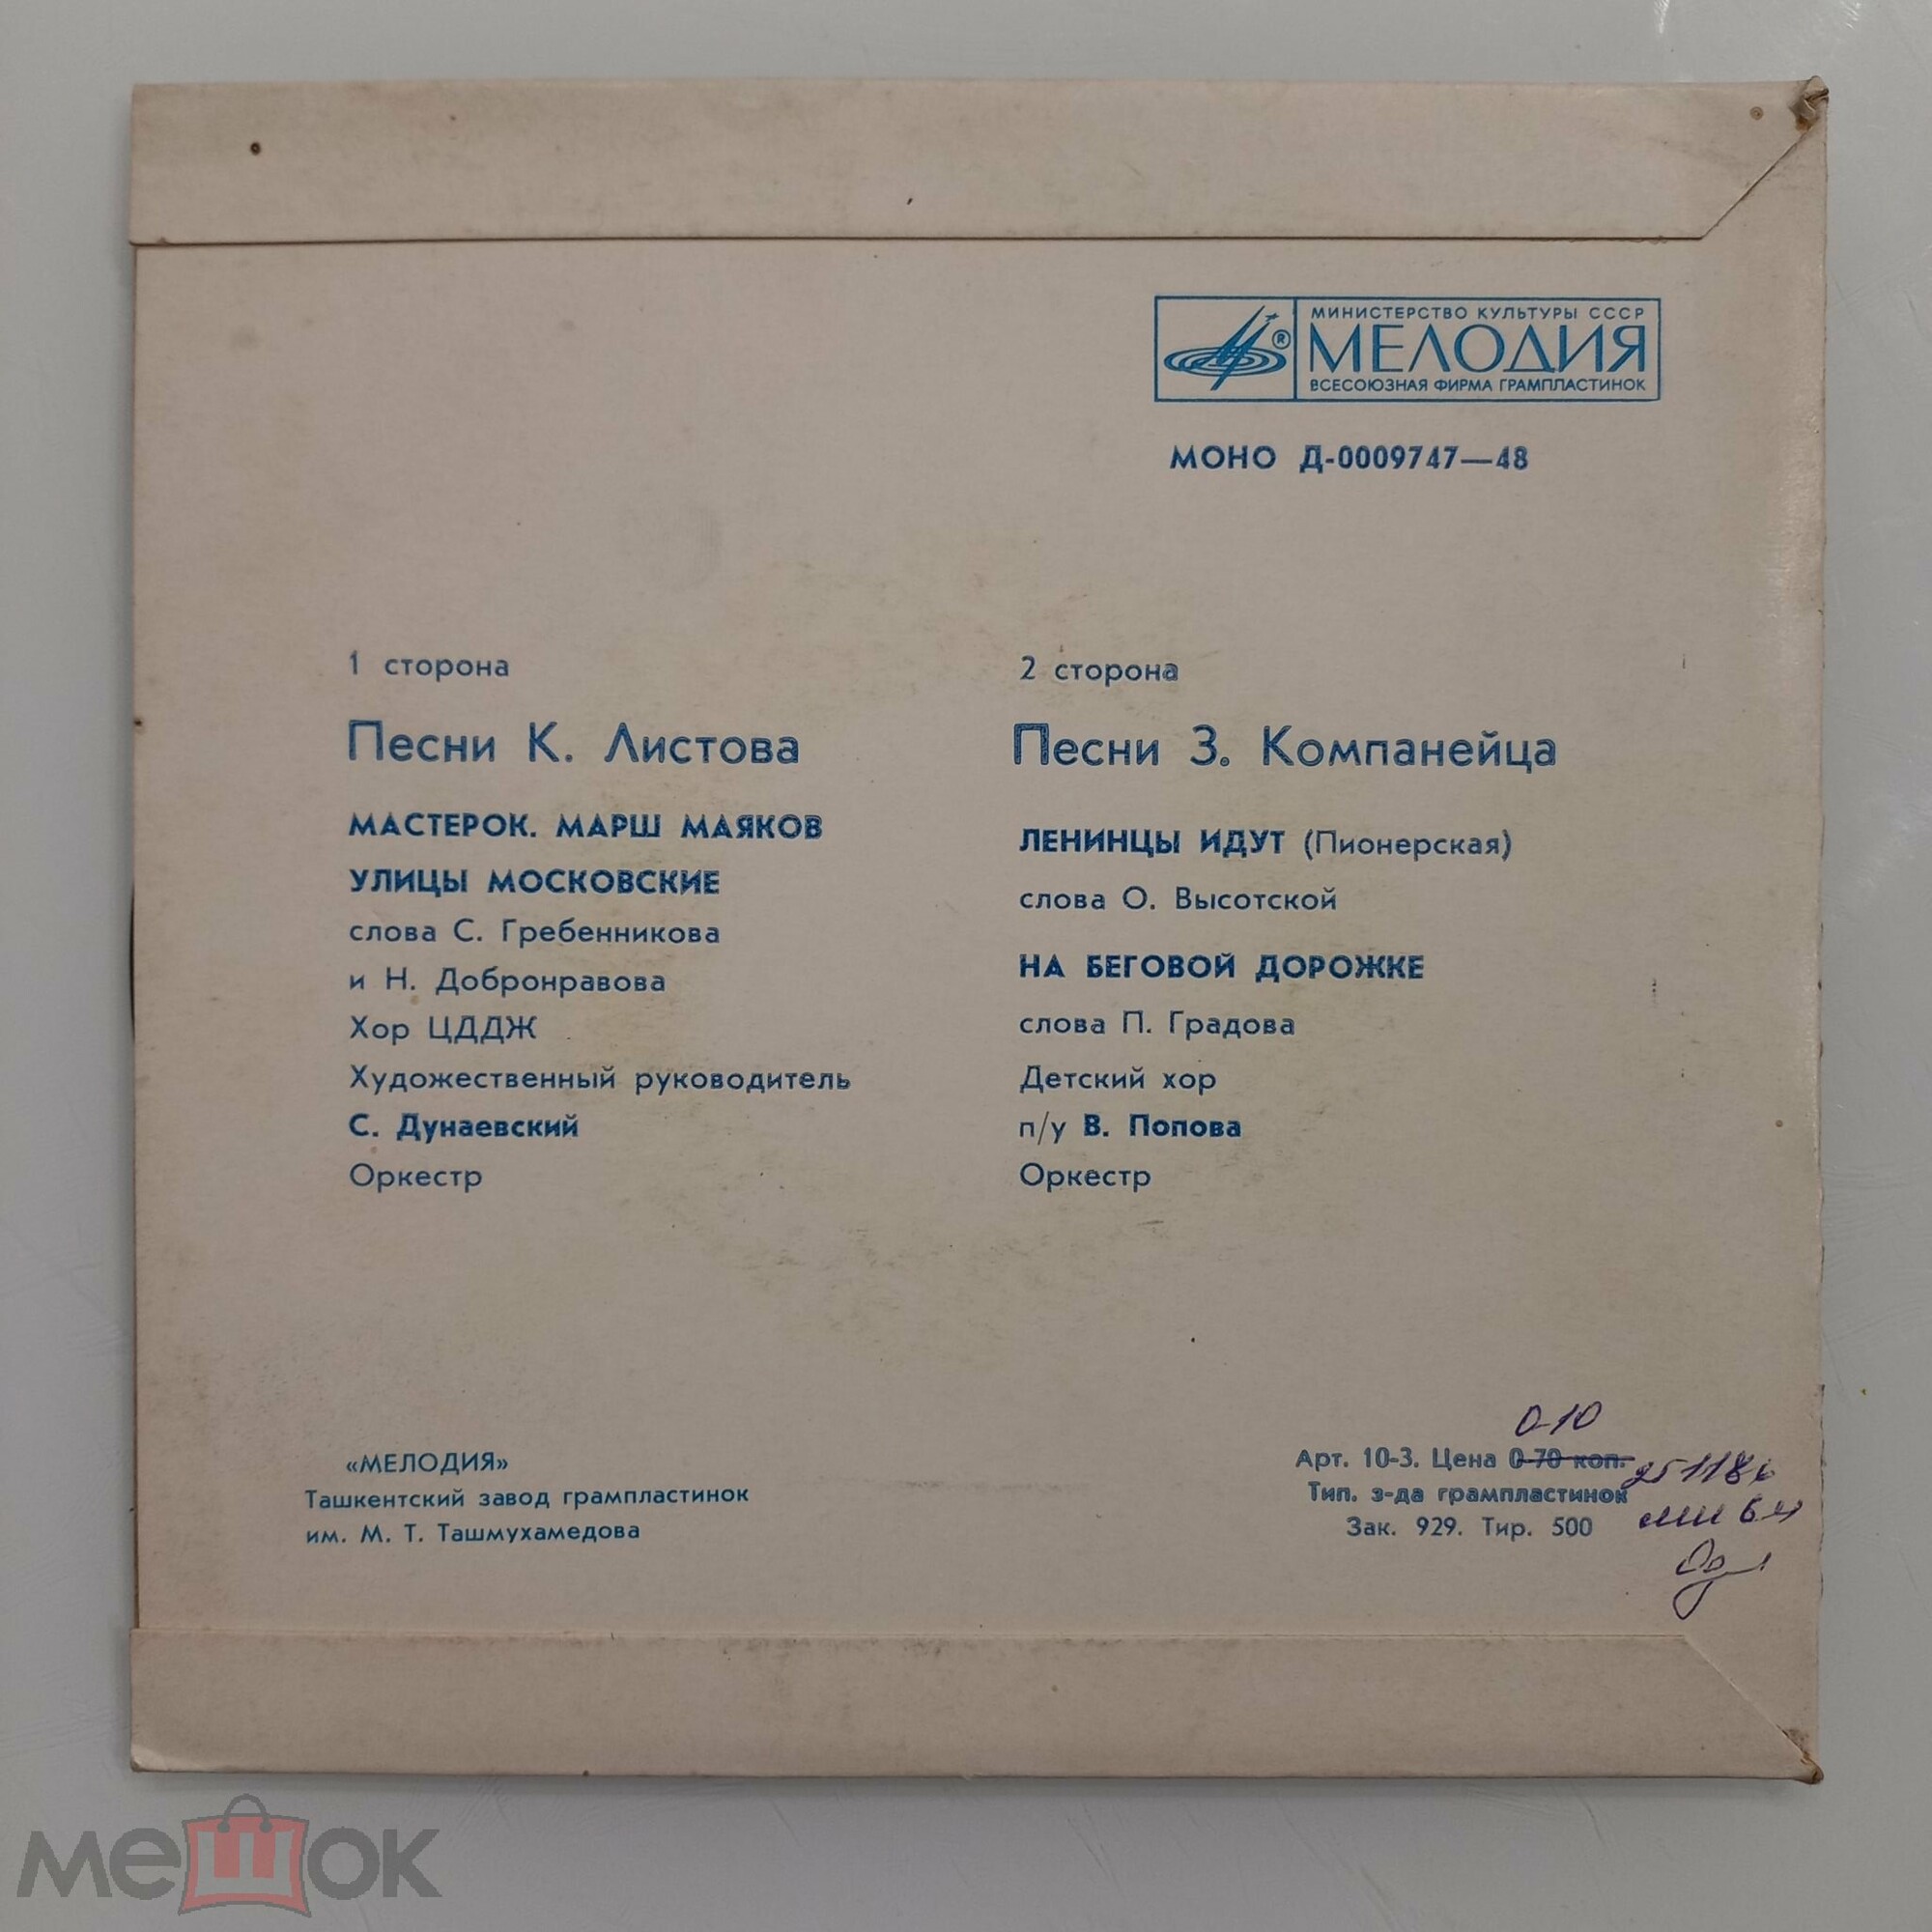 МИНИСТЕРСТВО КУЛЬТУРЫ СССР
МЕЛОДИЯ
ВСЕСОЮЗНАЯ ФИРМА ГРАМПЛАСТИНОК
МОНО Д-0009747—48
1 сторона
Песни К. Листова
МАСТЕРОК. МАРШ МАЯКОВ
УЛИЦЫ МОСКОВСКИЕ
слова С. Гребенникова
и Н. Добронравова
Хор ЦДДЖ
Художественный руководитель
С. Дунаевский
Оркестр
2 сторона
Песни З. Компанейца
ЛЕНИНЦЫ ИДУТ (Пионерская)
слова О. Высотской
НА БЕГОВОЙ ДОРОЖКЕ
слова П. Градова
Детский хор
п/у В. Попова
Оркестр
«МЕЛОДИЯ»
Ташкентский завод грампластинок
им. М. Т. Ташмухамедова
0-10
Арт. 10-3. Цена 0-70 коп.
Тип. з-да грампластинок
Зак. 929. Тир. 500
мешок